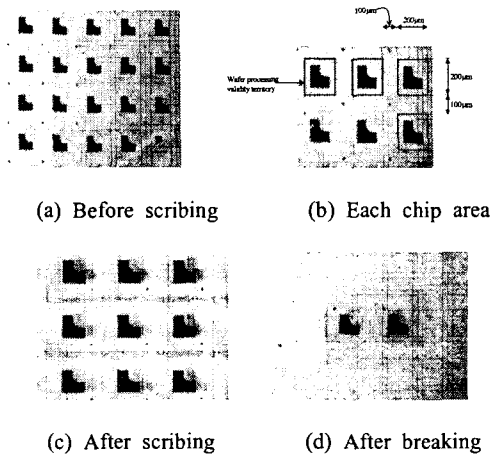 100μm
200μm
Wafer processing
validity territory
200μm
100μm
(a) Before scribing
(b) Each chip area
(c) After scribing
(d) After breaking